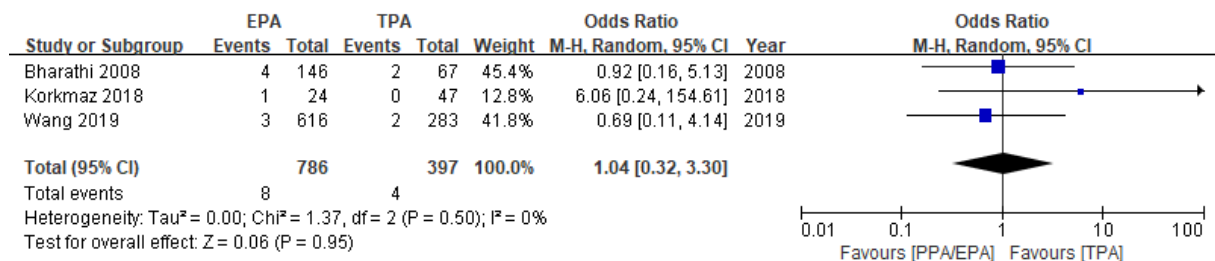 EPA TPA Odds Ratio Odds Ratio
Study or Subgroup Events Total Events Total Weight M-H, Random, 95% CI Year M-H, Random, 95% CI
Bharathi 2008 4 146 2 67 45.4% 0.92 [0.16, 5.13] 2008
Korkmaz 2018 1 24 0 47 12.8% 6.06 [0.24, 154.61] 2018
Wang 2019 3 616 2 283 41.8% 0.69 [0.11, 4.14] 2019
Total (95% CI) 786 397 100.0% 1.04 [0.32, 3.30]
Total events 8 4
Heterogeneity: Tau² = 0.00; Chi² = 1.37, df = 2 (P = 0.50); I² = 0%
Test for overall effect: Z = 0.06 (P = 0.95)
0.01 0.1 1 10 100
Favours [PPA/EPA] Favours [TPA]